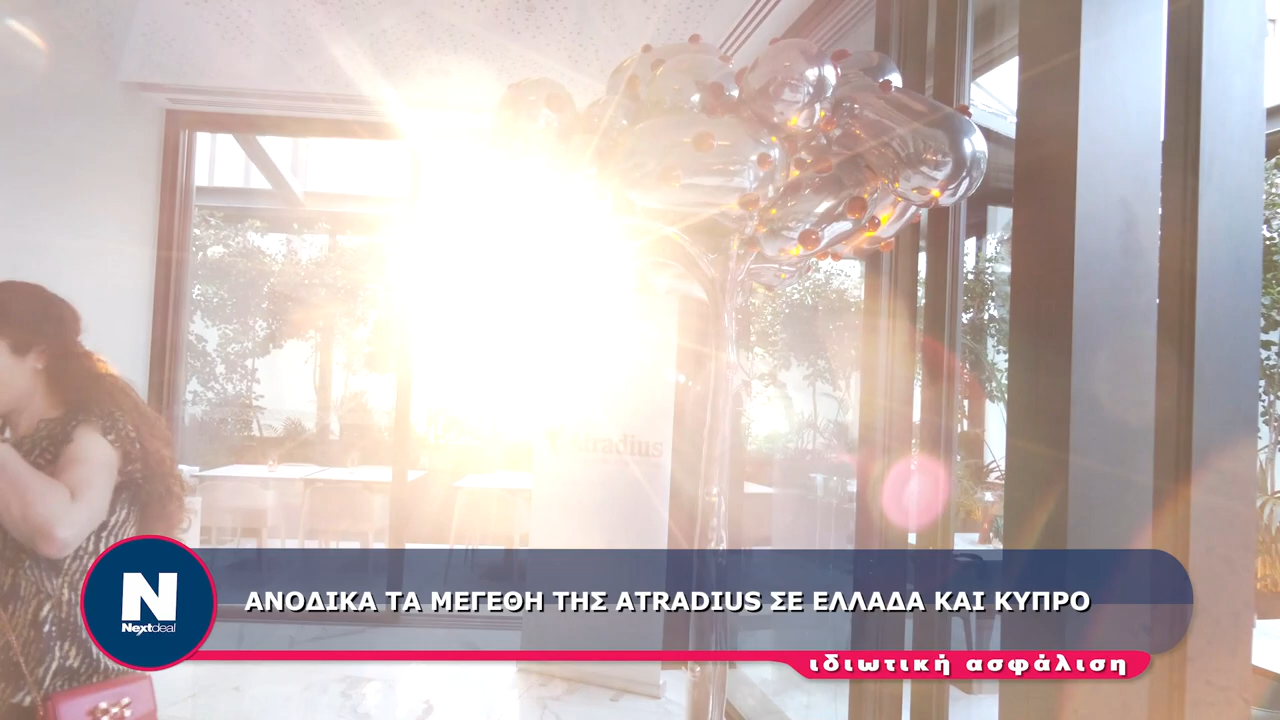 Atradius
ΑΝΟΔΙΚΑ ΤΑ ΜΕΓΕΘΗ ΤΗΣ ATRADIUS ΣΕ ΕΛΛΑΔΑ ΚΑΙ ΚΥΠΡΟ
N
Nextdeal
ιδιωτική ασφάλιση